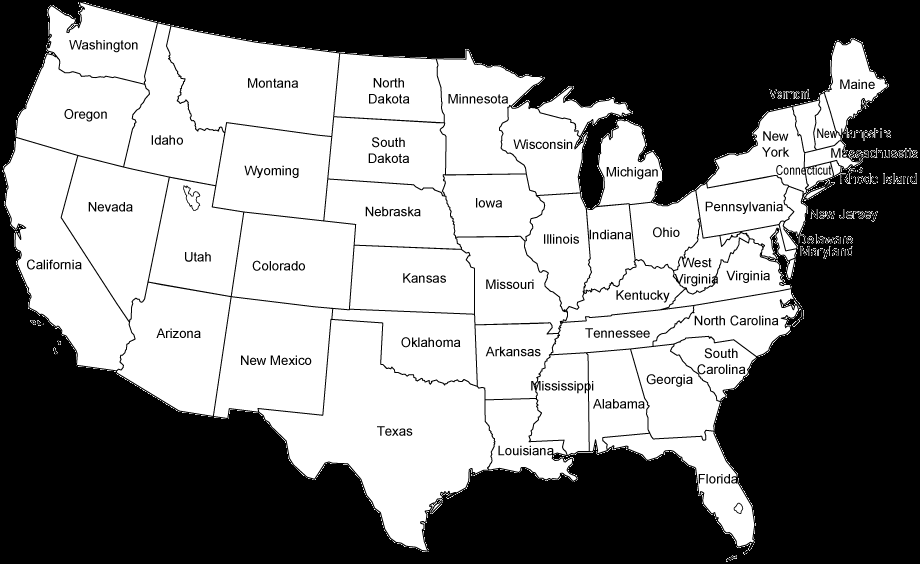 Washington
Montana
North
Dakota
Minnesota
Maine
Vermont
Oregon
Idaho
South
Dakota
Wisconsin
New
York
New Hampshire
Massachusetts
Wyoming
Michigan
Connecticut
Rhode Island
Nevada
Nebraska
Iowa
Pennsylvania
New Jersey
Illinois
Indiana
Ohio
Delaware
Maryland
California
Utah
Colorado
Kansas
Missouri
West
Virginia
Virginia
Kentucky
Arizona
New Mexico
Oklahoma
Arkansas
Tennessee
North Carolina
South
Carolina
Mississippi
Alabama
Georgia
Texas
Louisiana
Florida